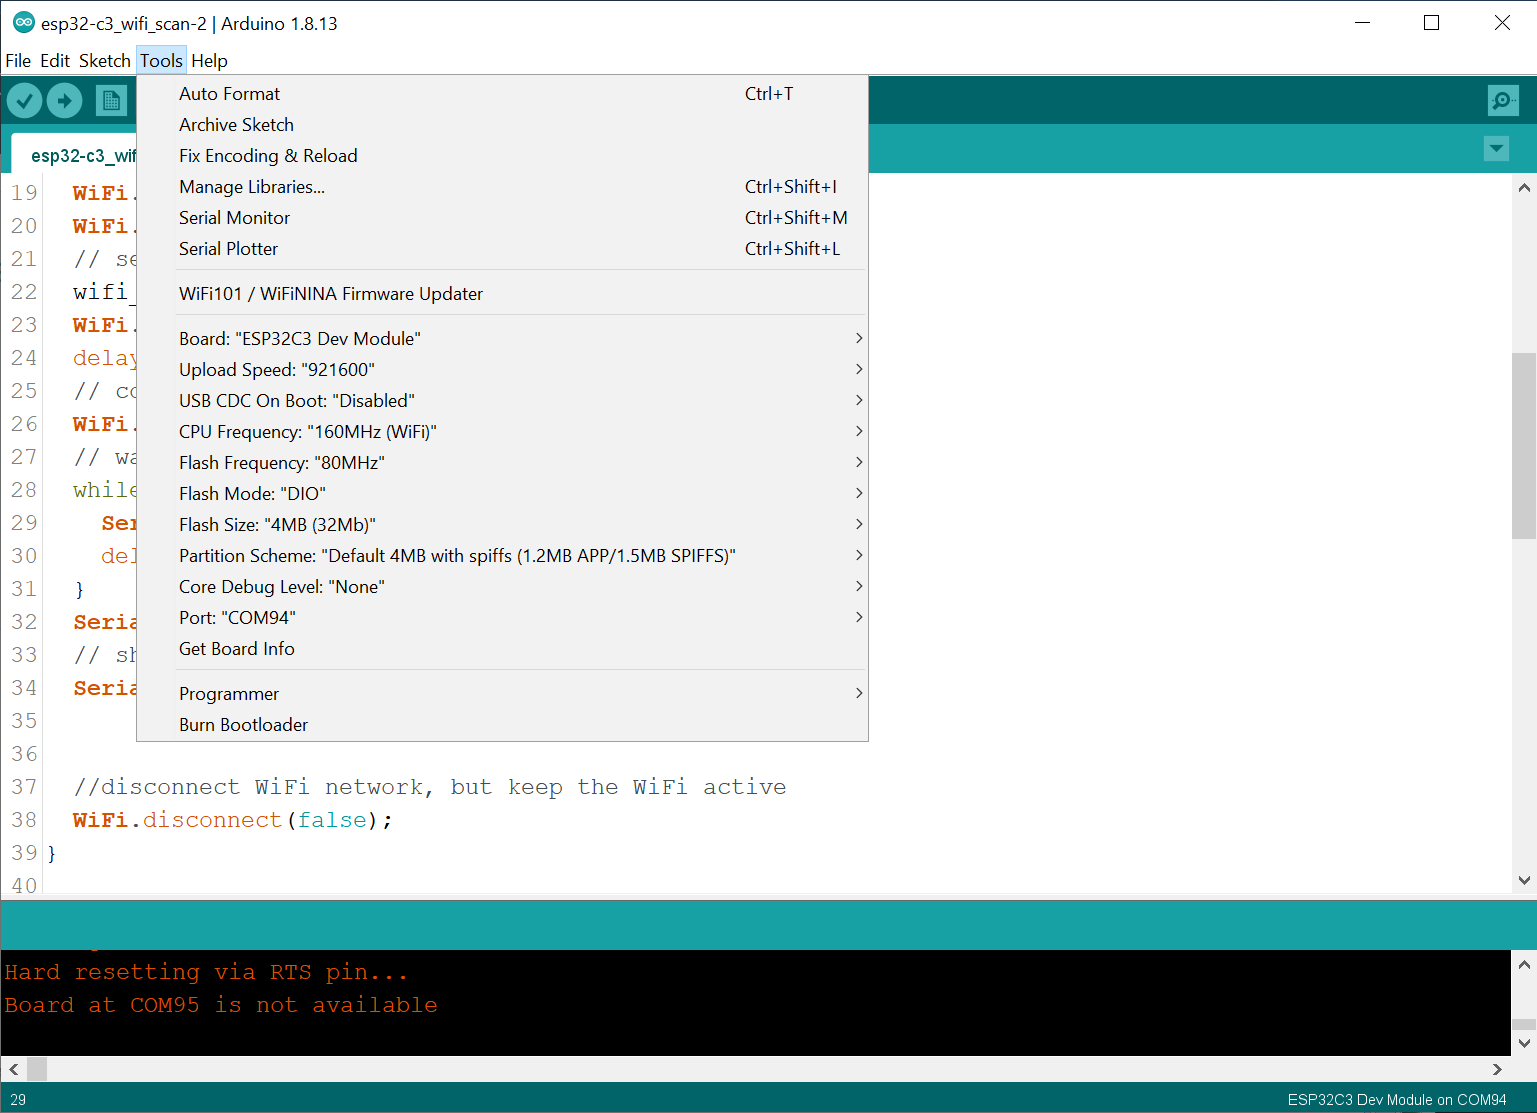 esp32-c3_wifi_scan-2 | Arduino 1.8.13
File Edit Sketch Tools Help
Auto Format Ctrl+T
Archive Sketch
Fix Encoding & Reload
Manage Libraries... Ctrl+Shift+I
Serial Monitor Ctrl+Shift+M
Serial Plotter Ctrl+Shift+L
WiFi101 / WiFiNINA Firmware Updater
Board: "ESP32C3 Dev Module"
Upload Speed: "921600"
USB CDC On Boot: "Disabled"
CPU Frequency: "160MHz (WiFi)"
Flash Frequency: "80MHz"
Flash Mode: "DIO"
Flash Size: "4MB (32Mb)"
Partition Scheme: "Default 4MB with spiffs (1.2MB APP/1.5MB SPIFFS)"
Core Debug Level: "None"
Port: "COM94"
Get Board Info
Programmer
Burn Bootloader
esp32-c3_wif
19 WiFi.
20 WiFi.
21 // se
22 wifi_
23 WiFi.
24 delay
25 // co
26 WiFi.
27 // wa
28 while
29 Ser
30 del
31 }
32 Seria
33 // sh
34 Seria
35
36
37 //disconnect WiFi network, but keep the WiFi active
38 WiFi.disconnect(false);
39 }
40
Hard resetting via RTS pin...
Board at COM95 is not available
29 ESP32C3 Dev Module on COM94